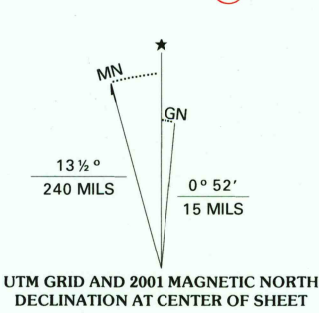 MN
GN
13½°
240 MILS
0° 52'
15 MILS
UTM GRID AND 2001 MAGNETIC NORTH
DECLINATION AT CENTER OF SHEET